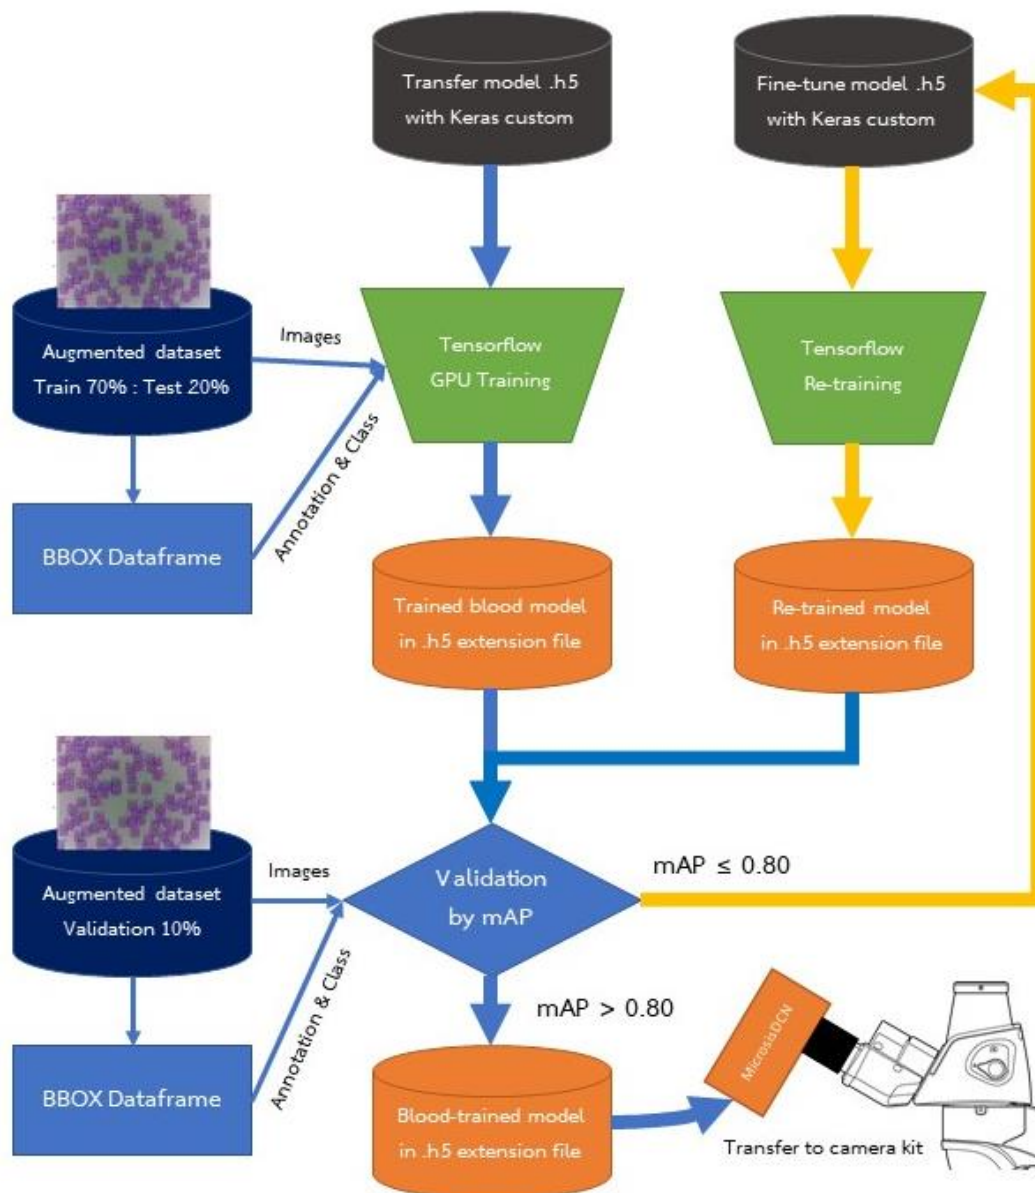 Transfer model .h5
with Keras custom
Fine-tune model .h5
with Keras custom
Augmented dataset
Train 70% : Test 20%
Images
Tensorflow
GPU Training
Tensorflow
Re-training
Annotation & Class
BBOX Dataframe
Trained blood model
in .h5 extension file
Re-trained model
in .h5 extension file
Augmented dataset
Validation 10%
Images
Validation
by mAP
mAP ≤ 0.80
Annotation & Class
mAP > 0.80
BBOX Dataframe
Blood-trained model
in .h5 extension file
MicrosisDCN
Transfer to camera kit